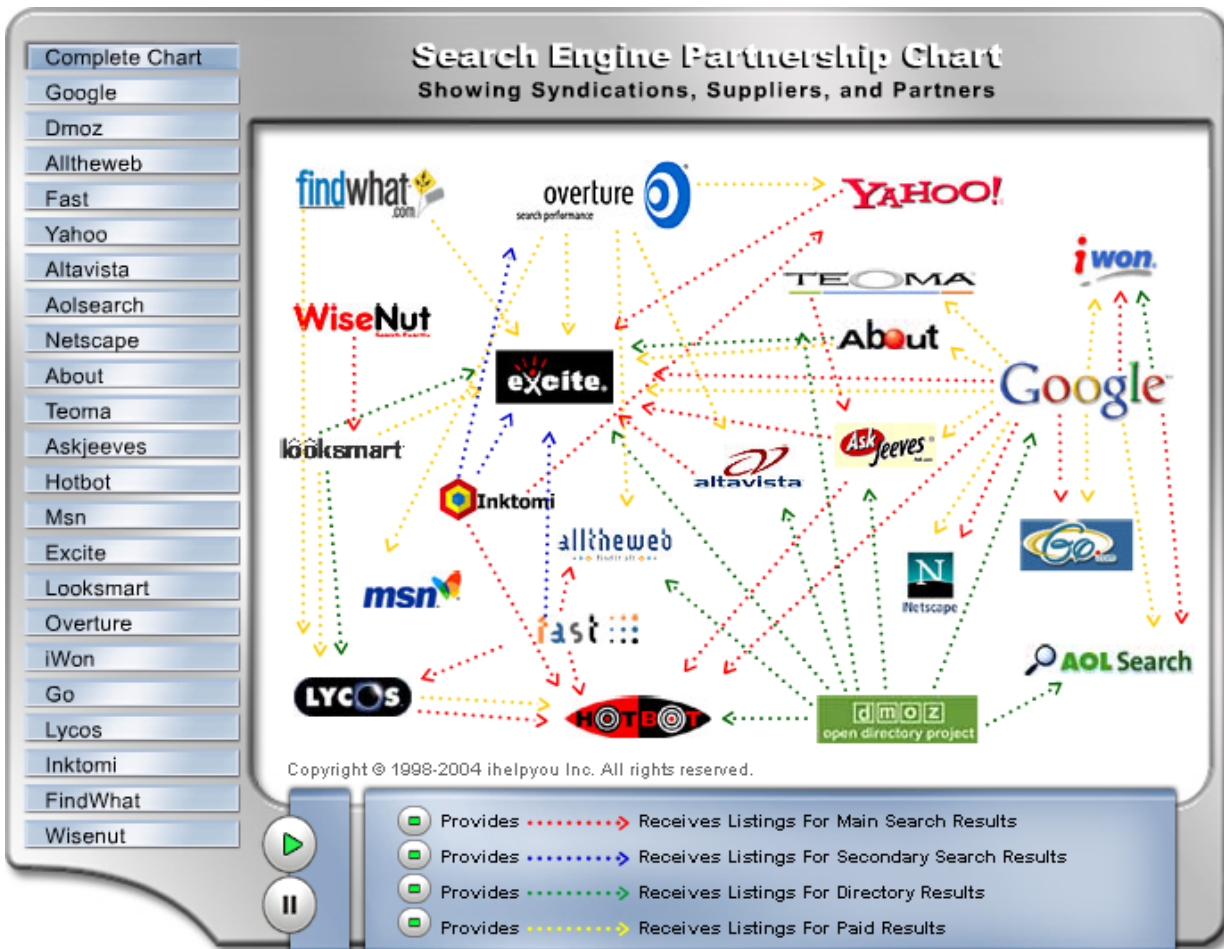 Complete Chart
Google
Dmoz
Alltheweb
Fast
Yahoo
Altavista
Aolsearch
Netscape
About
Teoma
Askjeeves
Hotbot
Msn
Excite
Looksmart
Overture
iWon
Go
Lycos
Inktomi
FindWhat
Wisenut
Search Engine Partnership Chart
Showing Syndications, Suppliers, and Partners
findwhat
.com
overture
search performance
YAHOO!
iwon.
TEOMA
WiseNut
About
excite.
Google
looksmart
Ask
Jeeves
altavista
Inktomi
alltheweb
find it all
Go.com
N
Netscape
msn
fast
AOL Search
LYCOS
HOTBOT
dmoz
open directory project
Copyright © 1998-2004 ihelpyou Inc. All rights reserved.
Provides Receives Listings For Main Search Results
Provides Receives Listings For Secondary Search Results
Provides Receives Listings For Directory Results
Provides Receives Listings For Paid Results